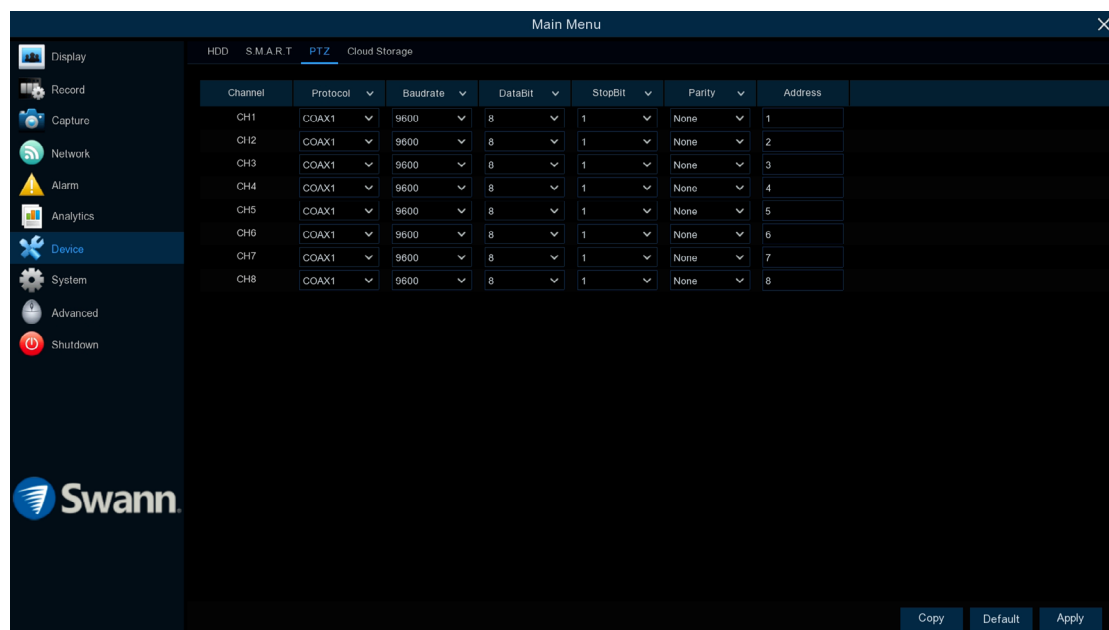 Main Menu
Display
Record
Capture
Network
Alarm
Analytics
Device
System
Advanced
Shutdown
Swann.
HDD S.M.A.R.T PTZ Cloud Storage
Channel Protocol Baudrate DataBit StopBit Parity Address
CH1 COAX1 9600 8 1 None 1
CH2 COAX1 9600 8 1 None 2
CH3 COAX1 9600 8 1 None 3
CH4 COAX1 9600 8 1 None 4
CH5 COAX1 9600 8 1 None 5
CH6 COAX1 9600 8 1 None 6
CH7 COAX1 9600 8 1 None 7
CH8 COAX1 9600 8 1 None 8
Copy Default Apply